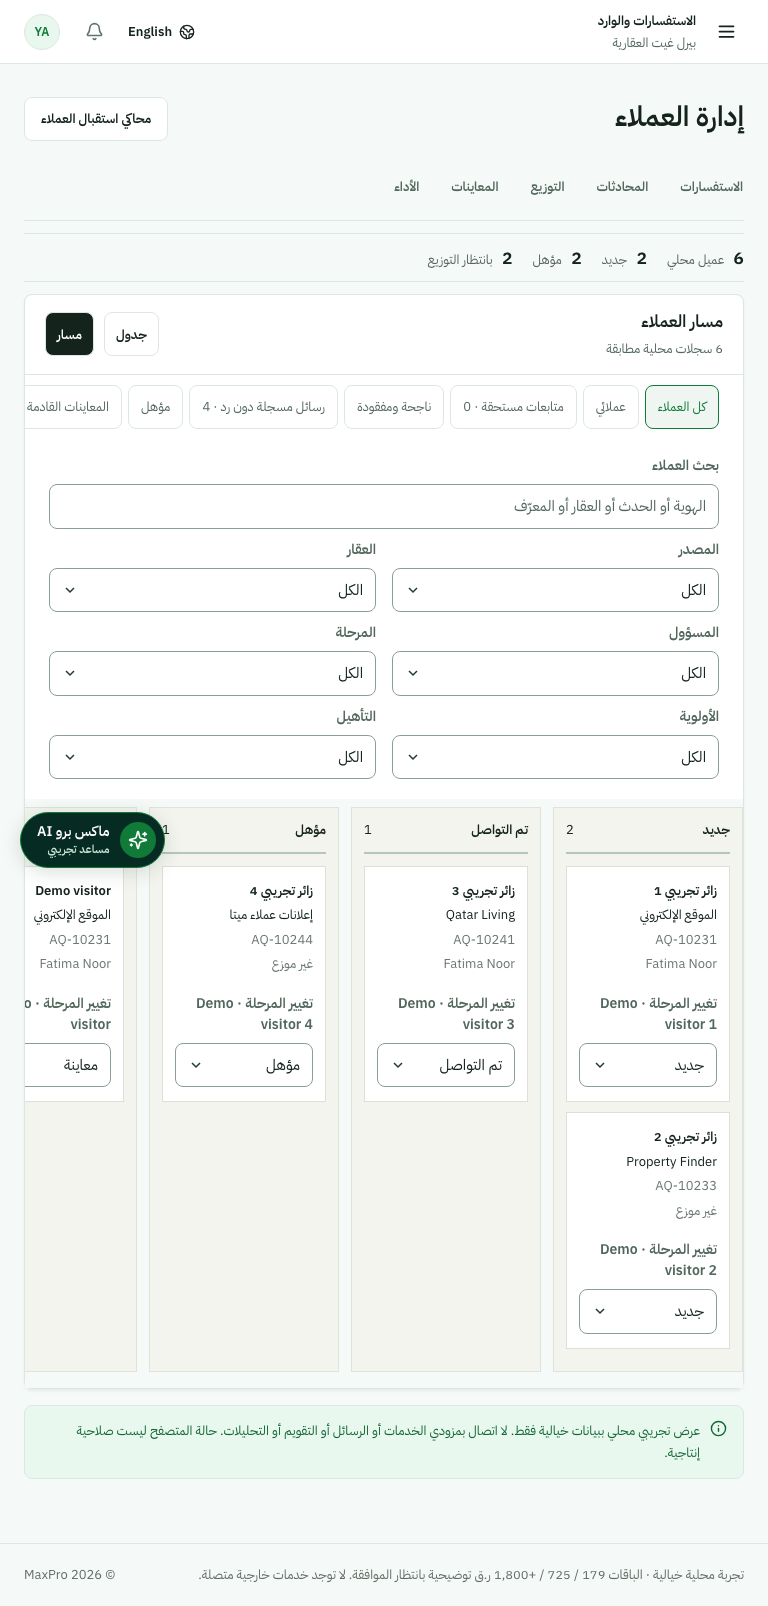 الاستفسارات والوارد
بيرل غيت العقارية
English
YA
إدارة العملاء
محاكي استقبال العملاء
الاستفسارات
المحادثات
التوزيع
المعاينات
الأداء
6 عميل محلي
2 جديد
2 مؤهل
2 بانتظار التوزيع
مسار العملاء
6 سجلات محلية مطابقة
جدول
مسار
كل العملاء
عملائي
متابعات مستحقة · 0
ناجحة ومفقودة
رسائل مسجلة دون رد · 4
مؤهل
المعاينات القادمة
بحث العملاء
الهوية أو الحدث أو العقار أو المعرّف
المصدر
الكل
العقار
الكل
المسؤول
الكل
المرحلة
الكل
الأولوية
الكل
التأهيل
الكل
جديد
2
زائر تجريبي 1
الموقع الإلكتروني
AQ-10231
Fatima Noor
تغيير المرحلة · Demo
visitor 1
جديد
زائر تجريبي 2
Property Finder
AQ-10233
غير موزع
تغيير المرحلة · Demo
visitor 2
جديد
تم التواصل
1
زائر تجريبي 3
Qatar Living
AQ-10241
Fatima Noor
تغيير المرحلة · Demo
visitor 3
تم التواصل
مؤهل
1
زائر تجريبي 4
إعلانات عملاء ميتا
AQ-10244
غير موزع
تغيير المرحلة · Demo
visitor 4
مؤهل
ماكس برو AI
مساعد تجريبي
Demo visitor
الموقع الإلكتروني
AQ-10231
Fatima Noor
تغيير المرحلة ·
visitor
معاينة
عرض تجريبي محلي ببيانات خيالية فقط. لا اتصال بمزودي الخدمات أو الرسائل أو التقويم أو التحليلات. حالة المتصفح ليست صلاحية
إنتاجية.
تجربة محلية خيالية · الباقات 179 / 725 / +1,800 ر.ق توضيحية بانتظار الموافقة. لا توجد خدمات خارجية متصلة.
© 2026 MaxPro